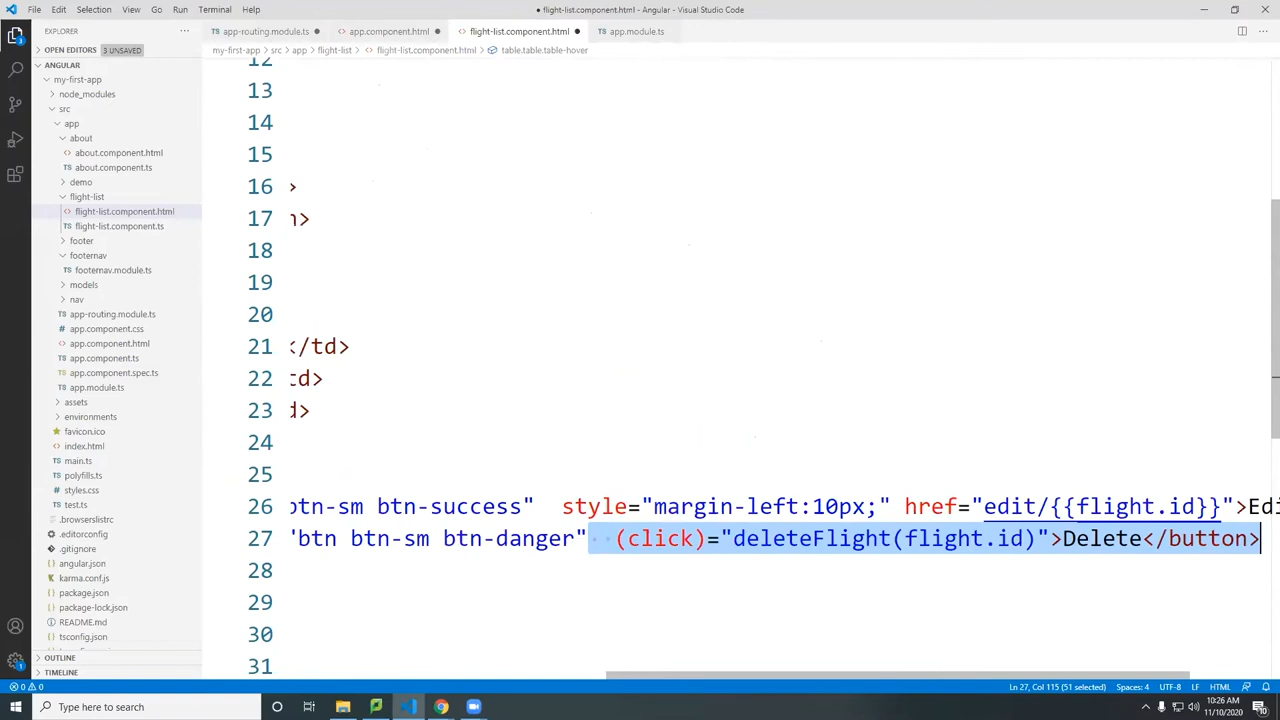 File Edit Selection View Go Run Terminal Help
● flight-list.component.html - Angular - Visual Studio Code
EXPLORER
OPEN EDITORS 3 UNSAVED
ANGULAR
my-first-app
node_modules
src
app
about
about.component.html
about.component.ts
demo
flight-list
flight-list.component.html
flight-list.component.ts
footer
footernav
footernav.module.ts
models
nav
app-routing.module.ts
app.component.css
app.component.html
app.component.ts
app.component.spec.ts
app.module.ts
assets
environments
favicon.ico
index.html
main.ts
polyfills.ts
styles.css
test.ts
.browserslistrc
.editorconfig
.gitignore
angular.json
karma.conf.js
package.json
package-lock.json
README.md
tsconfig.json
OUTLINE
TIMELINE
app-routing.module.ts ● app.component.html ● flight-list.component.html ● app.module.ts
my-first-app > src > app > flight-list > flight-list.component.html > table.table.table-hover
12
13
14
15
16 >
17 >
18
19
20
21 </td>
22 td>
23 d>
24
25
26 btn-sm btn-success" style="margin-left:10px;" href="edit/{{flight.id}}">Edi
27 "btn btn-sm btn-danger" (click)="deleteFlight(flight.id)">Delete</button>
28
29
30
31
0 0 Ln 27, Col 115 (51 selected) Spaces: 4 UTF-8 LF HTML
Type here to search
10:26 AM
11/10/2020